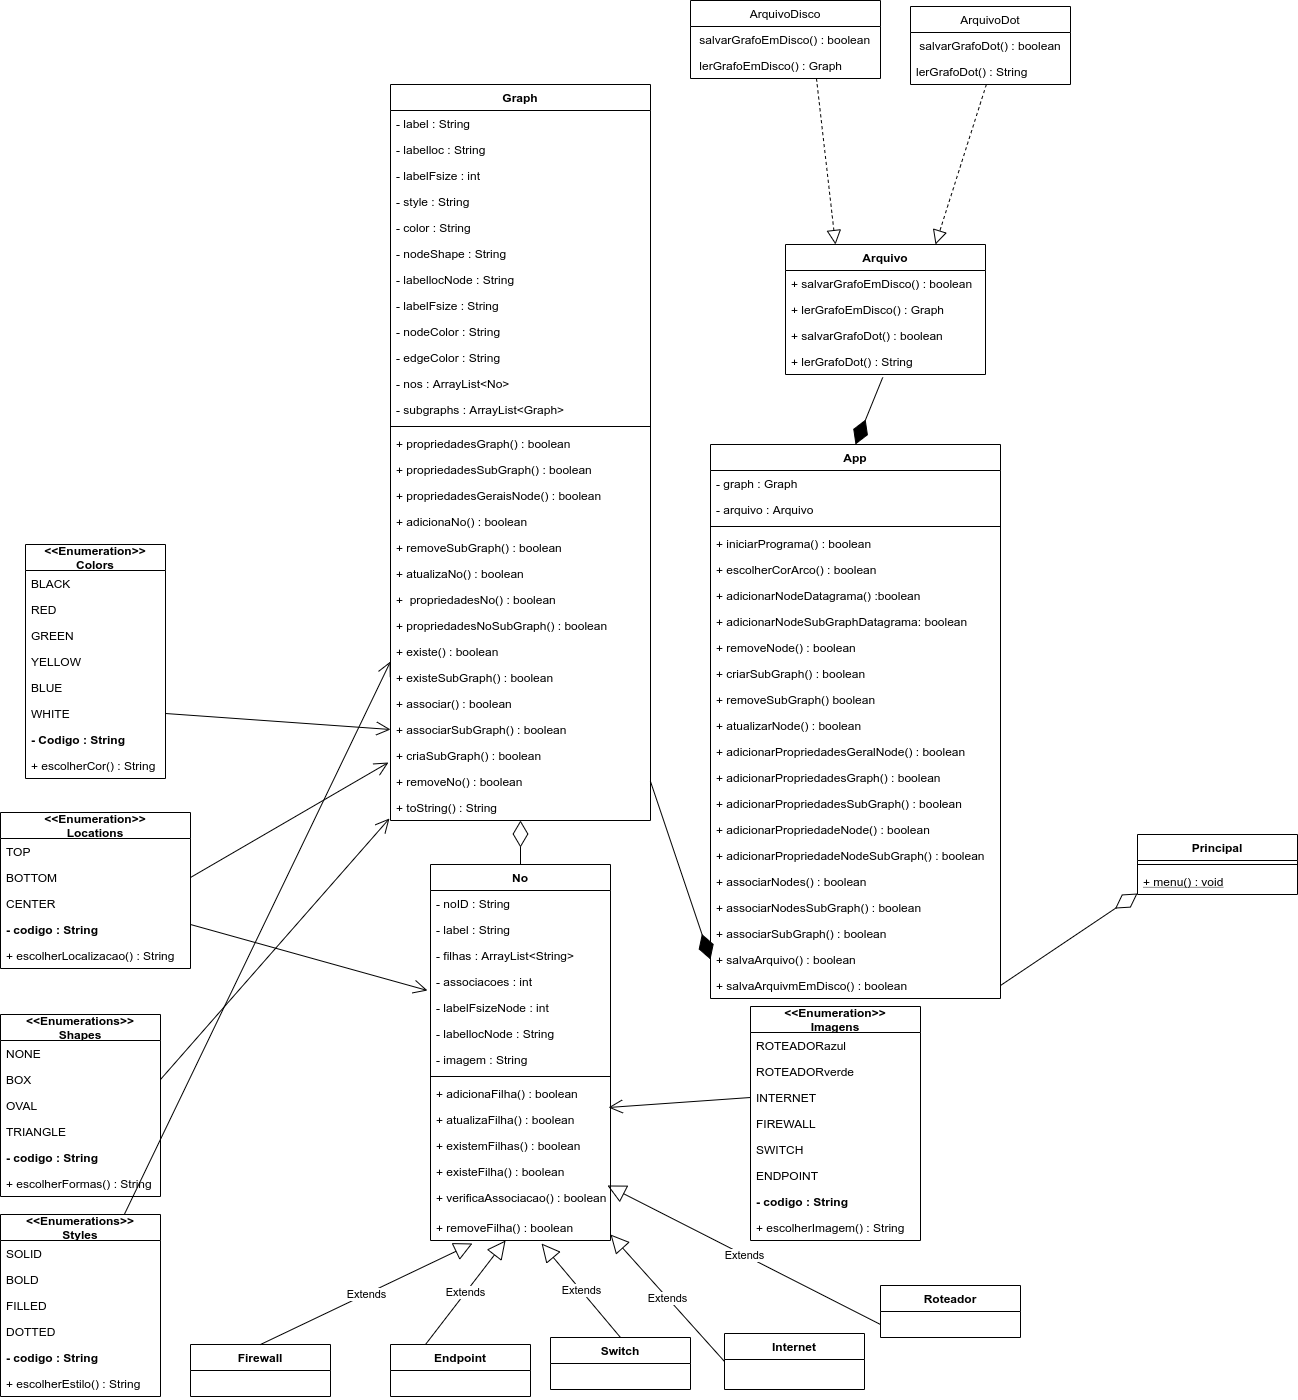 ArquivoDisco
salvarGrafoEmDisco() : boolean
lerGrafoEmDisco() : Graph
ArquivoDot
salvarGrafoDot() : boolean
lerGrafoDot() : String
Graph
- label : String
- labelloc : String
- labelFsize : int
- style : String
- color : String
- nodeShape : String
- labellocNode : String
- labelFsize : String
- nodeColor : String
- edgeColor : String
- nos : ArrayList<No>
- subgraphs : ArrayList<Graph>
+ propriedadesGraph() : boolean
+ propriedadesSubGraph() : boolean
+ propriedadesGeraisNode() : boolean
+ adicionaNo() : boolean
+ removeSubGraph() : boolean
+ atualizaNo() : boolean
+ propriedadesNo() : boolean
+ propriedadesNoSubGraph() : boolean
+ existe() : boolean
+ existeSubGraph() : boolean
+ associar() : boolean
+ associarSubGraph() : boolean
+ criaSubGraph() : boolean
+ removeNo() : boolean
+ toString() : String
Arquivo
+ salvarGrafoEmDisco() : boolean
+ lerGrafoEmDisco() : Graph
+ salvarGrafoDot() : boolean
+ lerGrafoDot() : String
App
- graph : Graph
- arquivo : Arquivo
+ iniciarPrograma() : boolean
+ escolherCorArco() : boolean
+ adicionarNodeDatagrama() :boolean
+ adicionarNodeSubGraphDatagrama: boolean
+ removeNode() : boolean
+ criarSubGraph() : boolean
+ removeSubGraph() boolean
+ atualizarNode() : boolean
+ adicionarPropriedadesGeralNode() : boolean
+ adicionarPropriedadesGraph() : boolean
+ adicionarPropriedadesSubGraph() : boolean
+ adicionarPropriedadeNode() : boolean
+ adicionarPropriedadeNodeSubGraph() : boolean
+ associarNodes() : boolean
+ associarNodesSubGraph() : boolean
+ associarSubGraph() : boolean
+ salvaArquivo() : boolean
+ salvaArquivmEmDisco() : boolean
Principal
+ menu() : void
<<Enumeration>>
Colors
BLACK
RED
GREEN
YELLOW
BLUE
WHITE
- Codigo : String
+ escolherCor() : String
<<Enumeration>>
Locations
TOP
BOTTOM
CENTER
- codigo : String
+ escolherLocalizacao() : String
<<Enumerations>>
Shapes
NONE
BOX
OVAL
TRIANGLE
- codigo : String
+ escolherFormas() : String
<<Enumerations>>
Styles
SOLID
BOLD
FILLED
DOTTED
- codigo : String
+ escolherEstilo() : String
No
- noID : String
- label : String
- filhas : ArrayList<String>
- associacoes : int
- labelFsizeNode : int
- labellocNode : String
- imagem : String
+ adicionaFilha() : boolean
+ atualizaFilha() : boolean
+ existemFilhas() : boolean
+ existeFilha() : boolean
+ verificaAssociacao() : boolean
+ removeFilha() : boolean
<<Enumeration>>
Imagens
ROTEADORazul
ROTEADORverde
INTERNET
FIREWALL
SWITCH
ENDPOINT
- codigo : String
+ escolherImagem() : String
Extends
Extends
Extends
Extends
Extends
Firewall
Endpoint
Switch
Internet
Roteador